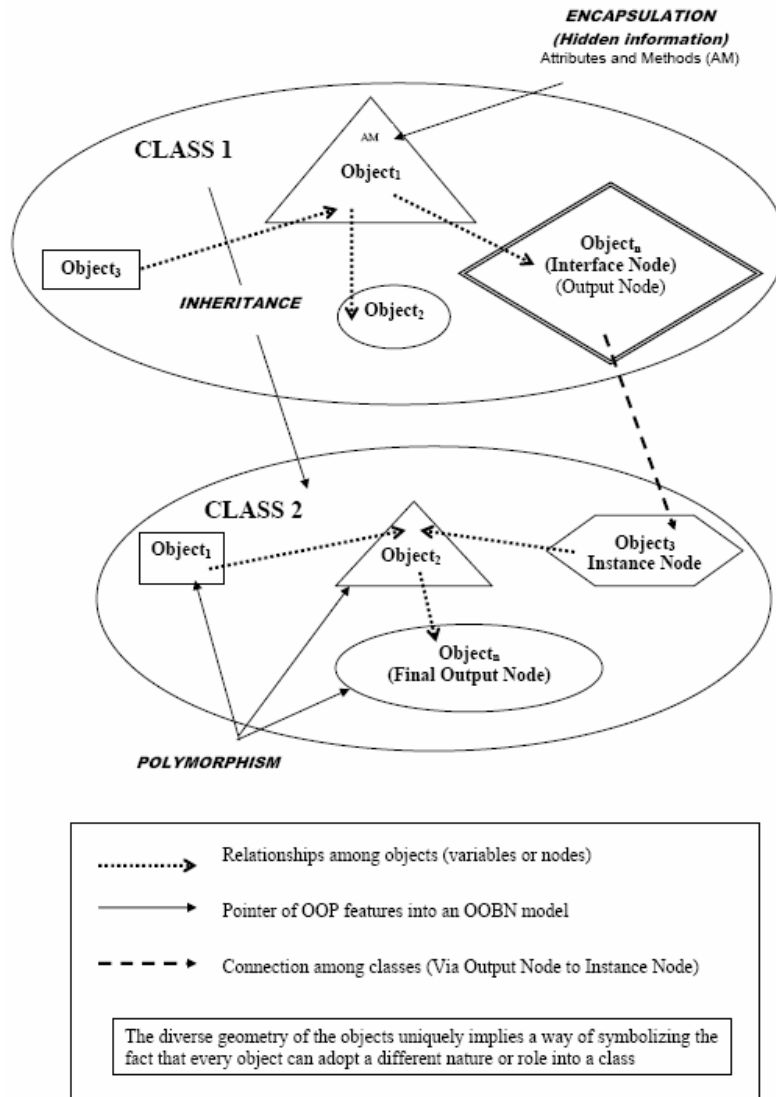 ENCAPSULATION
(Hidden information)
Attributes and Methods (AM)
CLASS 1
AM
Object₁
Object₃
Objectₙ
(Interface Node)
(Output Node)
INHERITANCE
Object₂
CLASS 2
Object₁
Object₂
Object₃
Instance Node
Objectₙ
(Final Output Node)
POLYMORPHISM
Relationships among objects (variables or nodes)
Pointer of OOP features into an OOBN model
Connection among classes (Via Output Node to Instance Node)
The diverse geometry of the objects uniquely implies a way of symbolizing the
fact that every object can adopt a different nature or role into a class